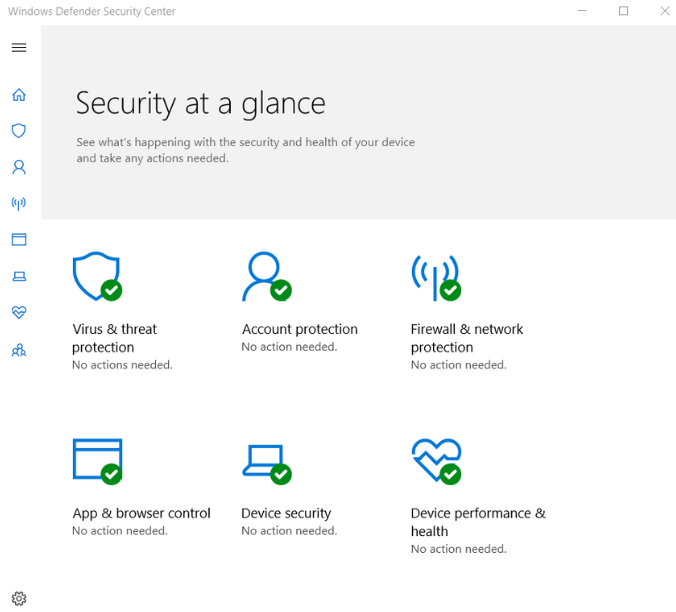 Windows Defender Security Center
Security at a glance
See what's happening with the security and health of your device
and take any actions needed.
Virus & threat
protection
No actions needed.
Account protection
No action needed.
Firewall & network
protection
No action needed.
App & browser control
No action needed.
Device security
No action needed.
Device performance &
health
No action needed.